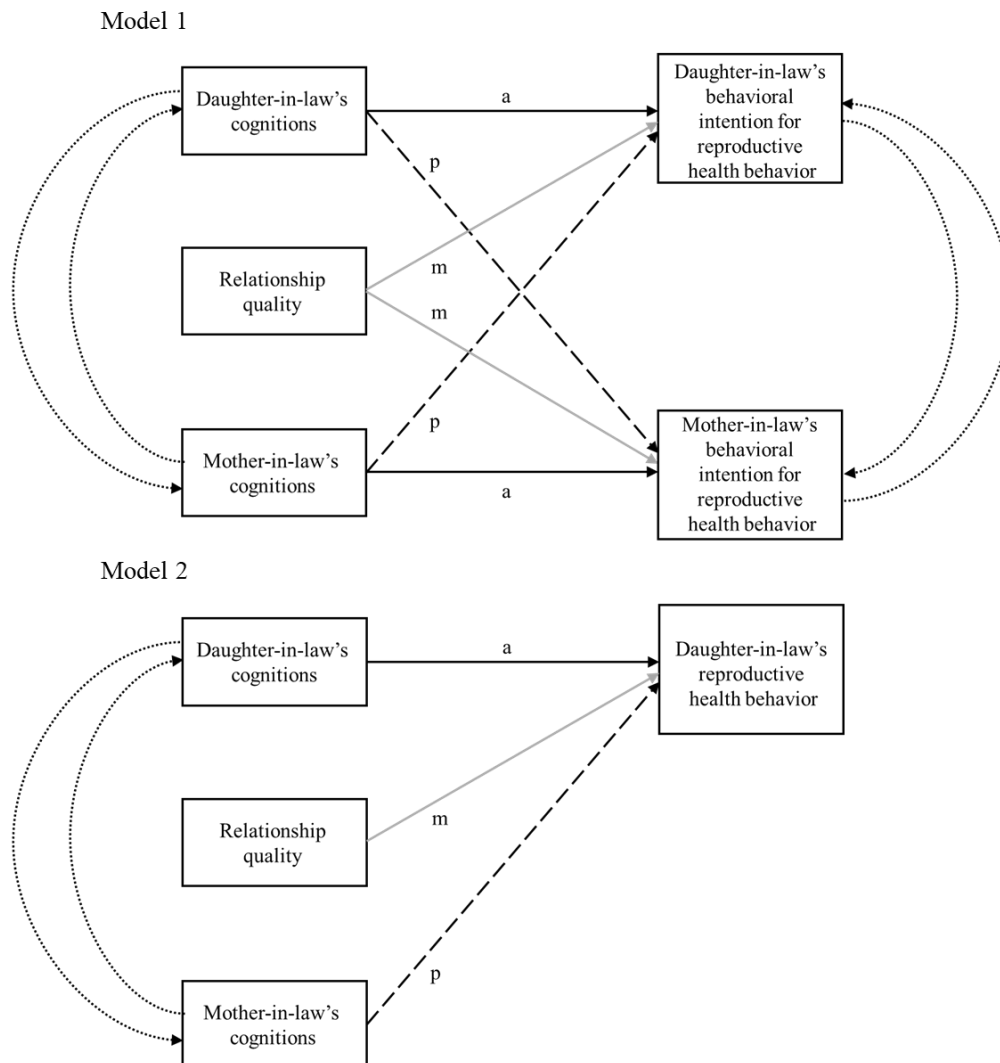 Model 1
Daughter-in-law's
cognitions
a
Daughter-in-law's
behavioral
intention for
reproductive
health behavior
p
Relationship
quality
m
m
p
Mother-in-law's
cognitions
a
Mother-in-law's
behavioral
intention for
reproductive
health behavior
Model 2
Daughter-in-law's
cognitions
a
Daughter-in-law's
reproductive
health behavior
Relationship
quality
m
p
Mother-in-law's
cognitions